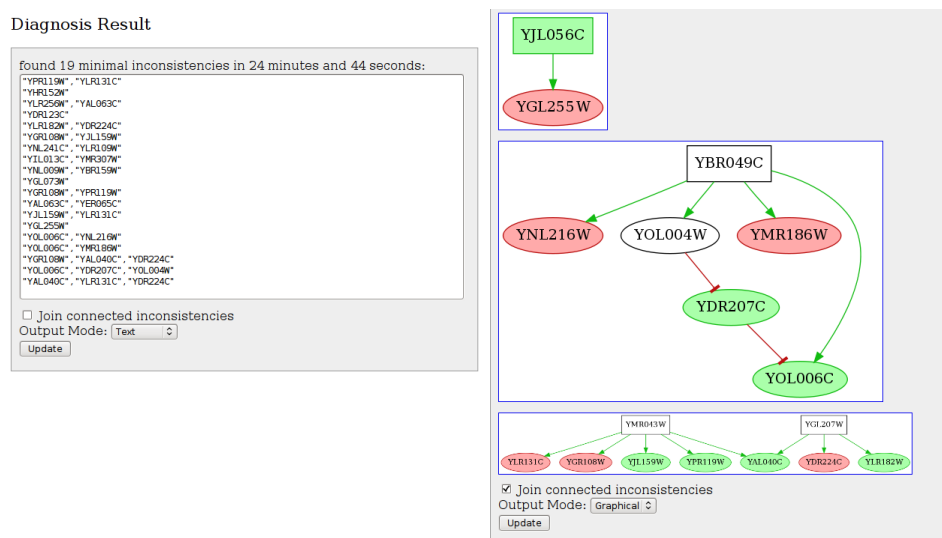 Diagnosis Result
found 19 minimal inconsistencies in 24 minutes and 44 seconds:
"YPR119W","YLR131C"
"YHR152W"
"YLR256W","YAL063C"
"YDR123C"
"YLR182W","YDR224C"
"YGR108W","YJL159W"
"YNL241C","YLR109W"
"YIL013C","YMR307W"
"YNL009W","YBR159W"
"YGL073W"
"YGR108W","YPR119W"
"YAL063C","YER065C"
"YJL159W","YLR131C"
"YGL255W"
"YOL006C","YNL216W"
"YOL006C","YMR186W"
"YGR108W","YAL040C","YDR224C"
"YOL006C","YDR207C","YOL004W"
"YAL040C","YLR131C","YDR224C"
Join connected inconsistencies
Output Mode: Text
Update
YJL056C
YGL255W
YBR049C
YNL216W YOL004W YMR186W
YDR207C
YOL006C
YMR043W YGL207W
YLR131C YGR108W YJL159W YPR119W YAL040C YDR224C YLR182W
Join connected inconsistencies
Output Mode: Graphical
Update